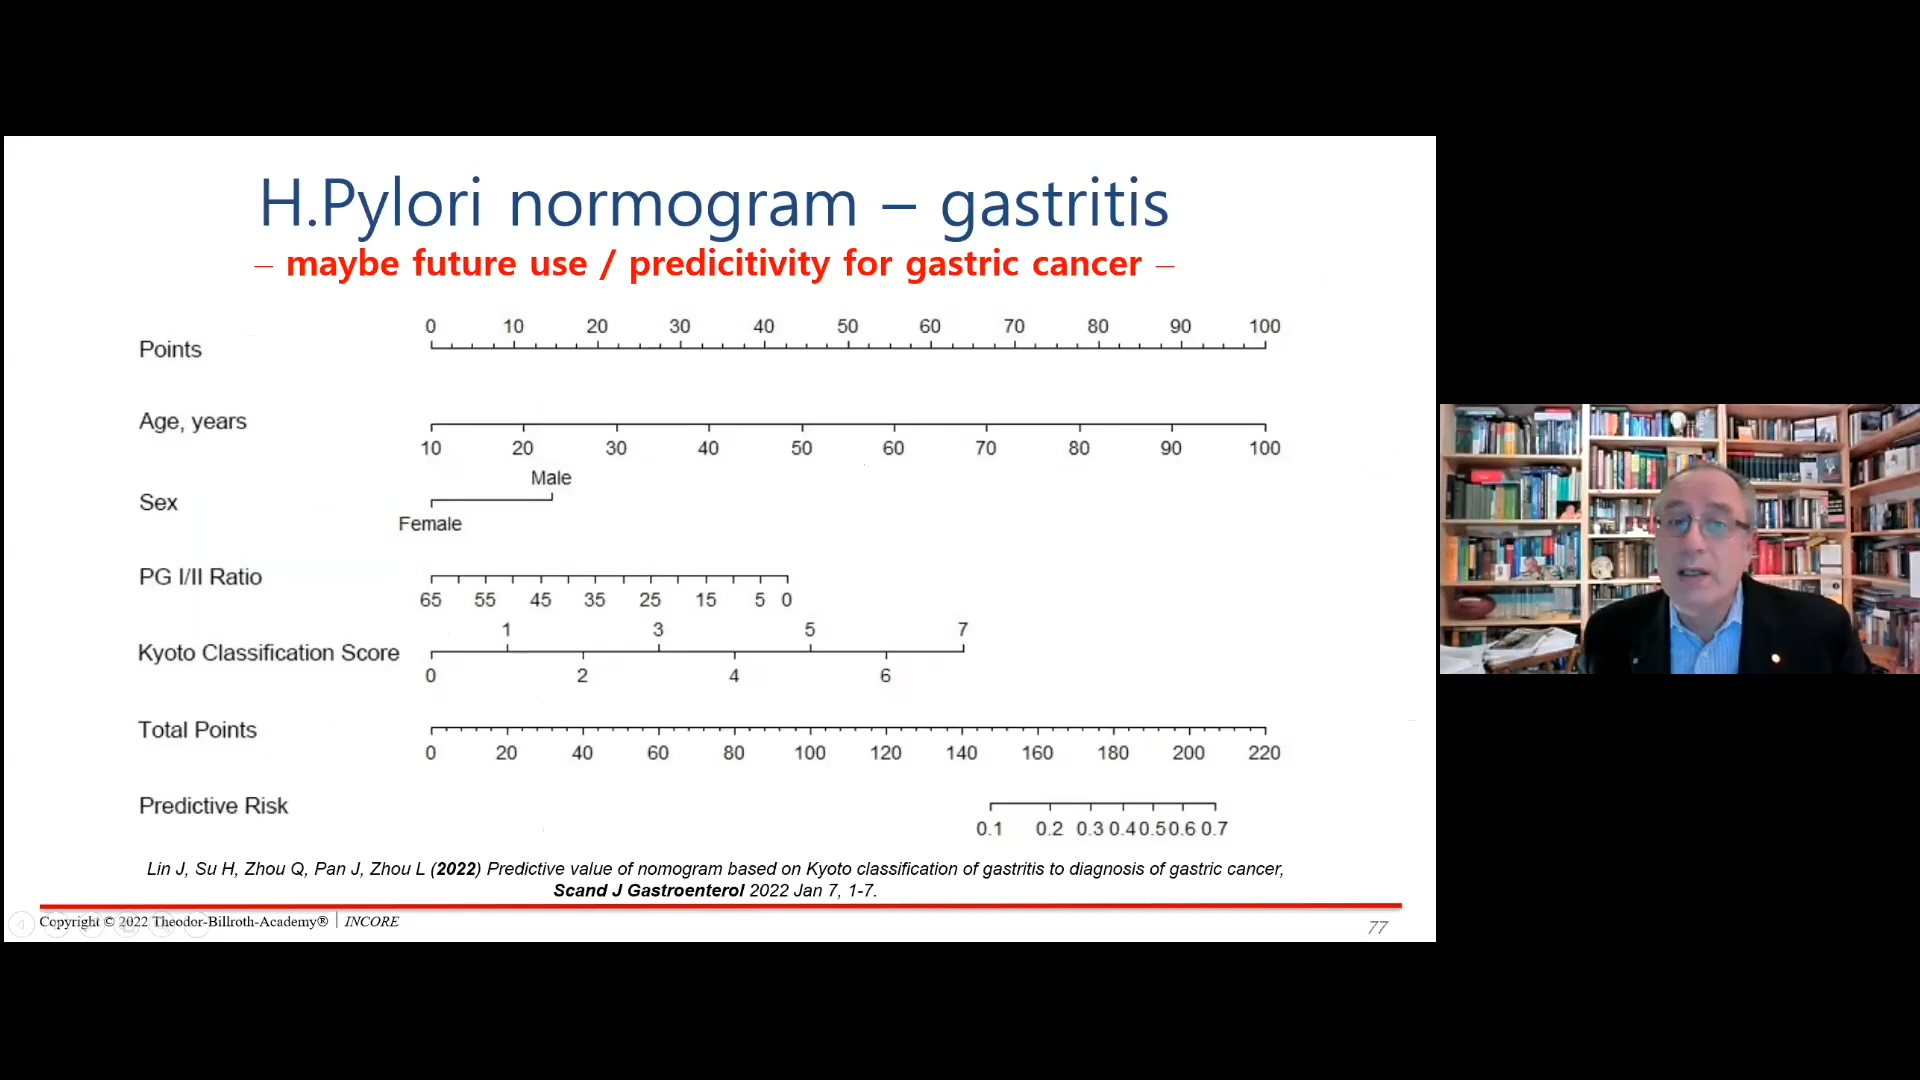 H.Pylori normogram – gastritis
– maybe future use / predicitivity for gastric cancer –
0 10 20 30 40 50 60 70 80 90 100
Points
Age, years
10 20 30 40 50 60 70 80 90 100
Male
Sex
Female
PG I/II Ratio
65 55 45 35 25 15 5 0
1 3 5 7
Kyoto Classification Score
0 2 4 6
Total Points
0 20 40 60 80 100 120 140 160 180 200 220
Predictive Risk
0.1 0.2 0.3 0.4 0.5 0.6 0.7
Lin J, Su H, Zhou Q, Pan J, Zhou L (2022) Predictive value of nomogram based on Kyoto classification of gastritis to diagnosis of gastric cancer,
Scand J Gastroenterol 2022 Jan 7, 1-7.
Copyright © 2022 Theodor-Billroth-Academy® | INCORE
77